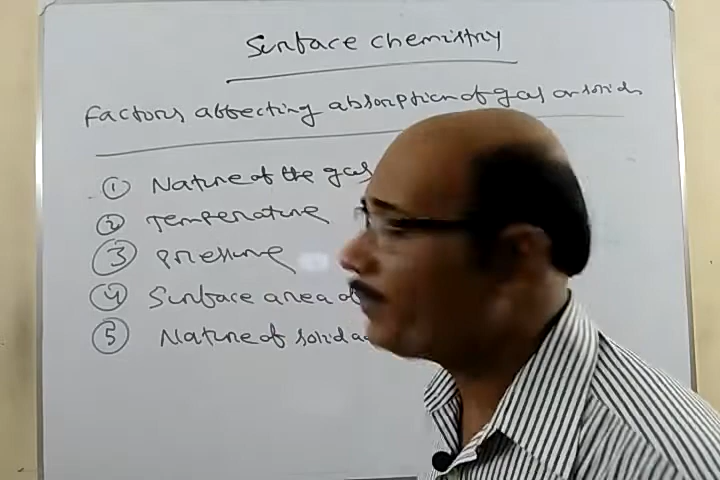 Surface chemistry
Factors affecting absorption of gas on solids
① Nature of the gas
② Temperature
③ Pressure
④ Surface area of
⑤ Nature of solid ad